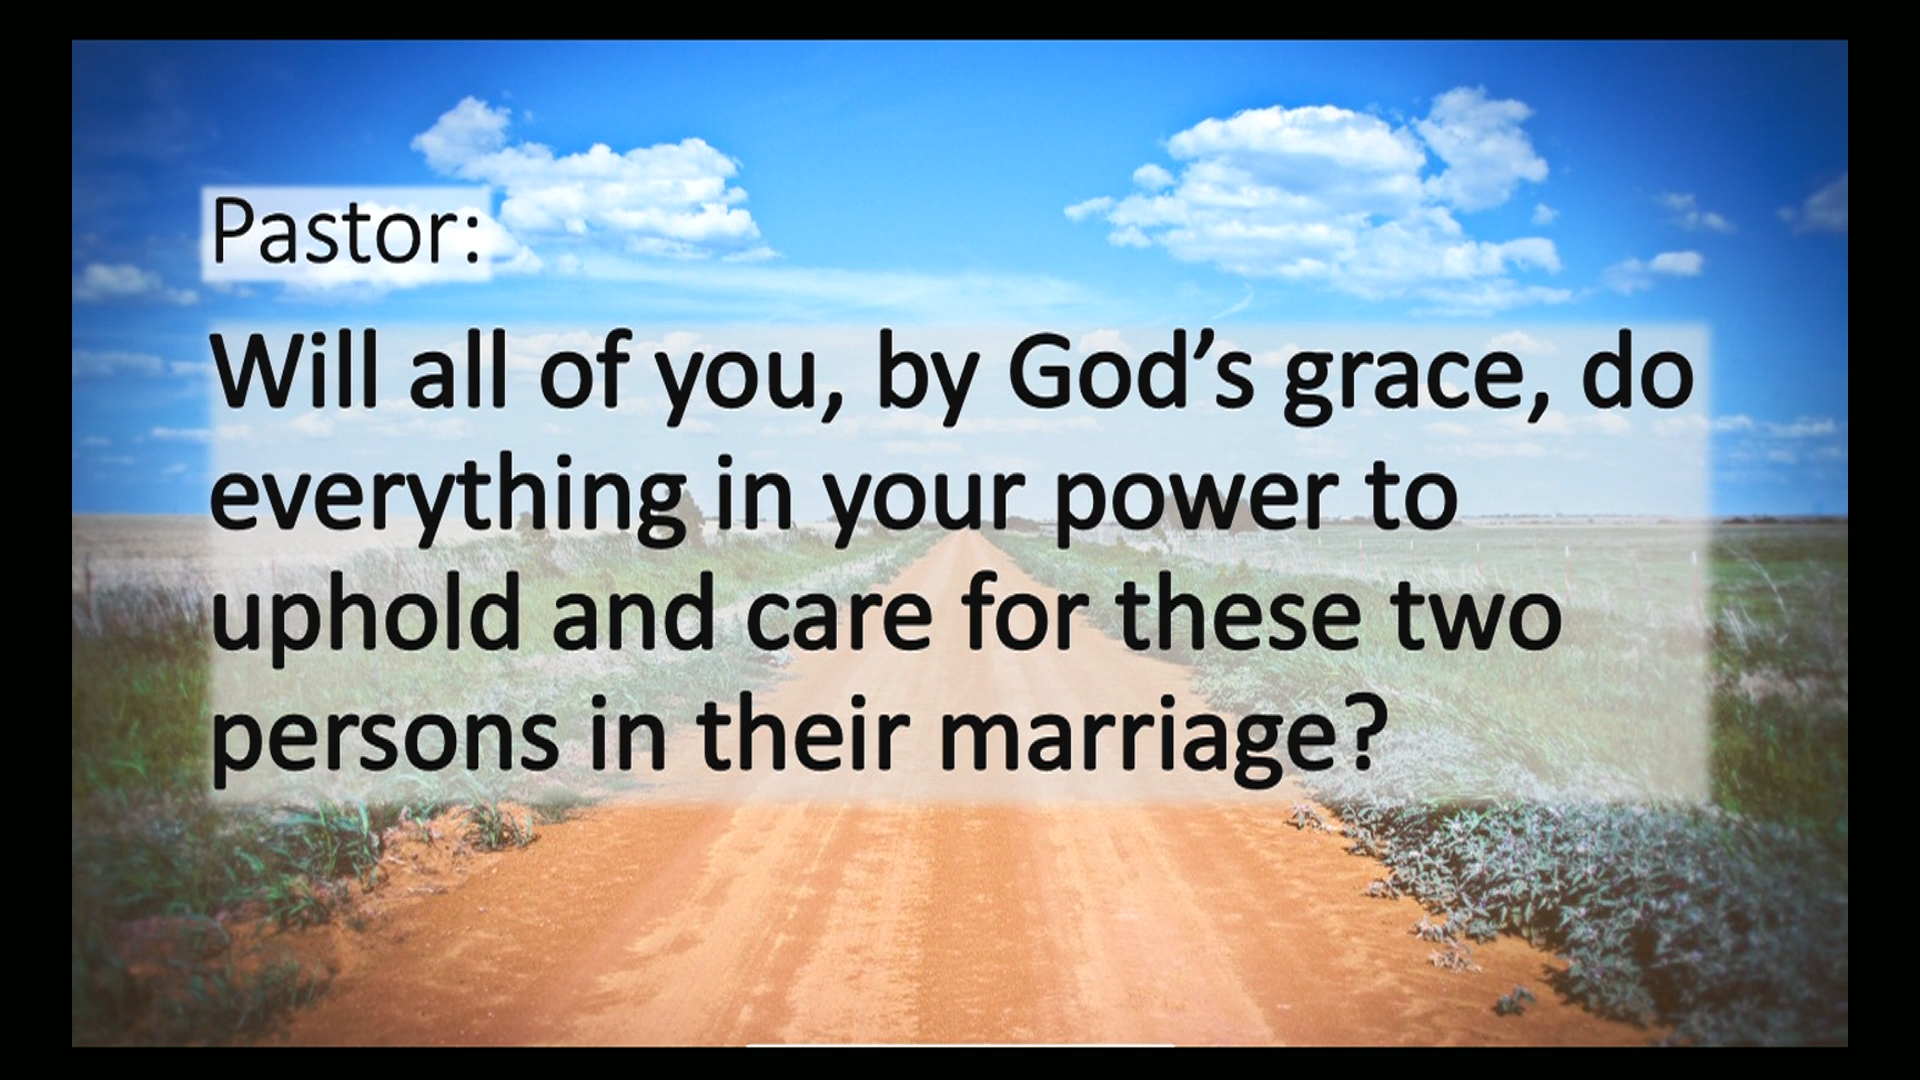 Pastor:
Will all of you, by God’s grace, do
everything in your power to
uphold and care for these two
persons in their marriage?